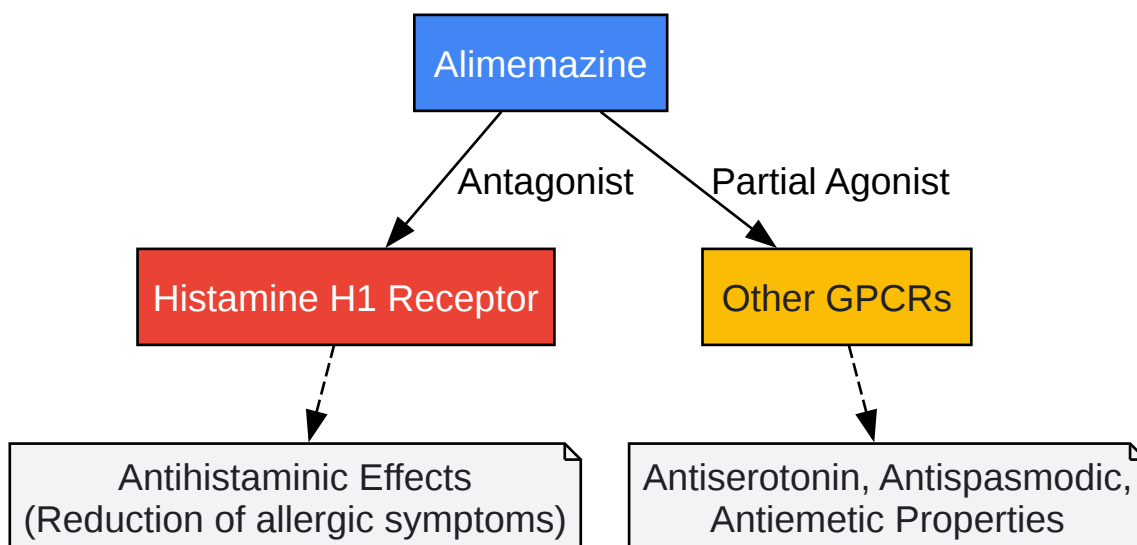 Alimemazine
Antagonist
Partial Agonist
Histamine H1 Receptor
Other GPCRs
Antihistaminic Effects
(Reduction of allergic symptoms)
Antiserotonin, Antispasmodic,
Antiemetic Properties